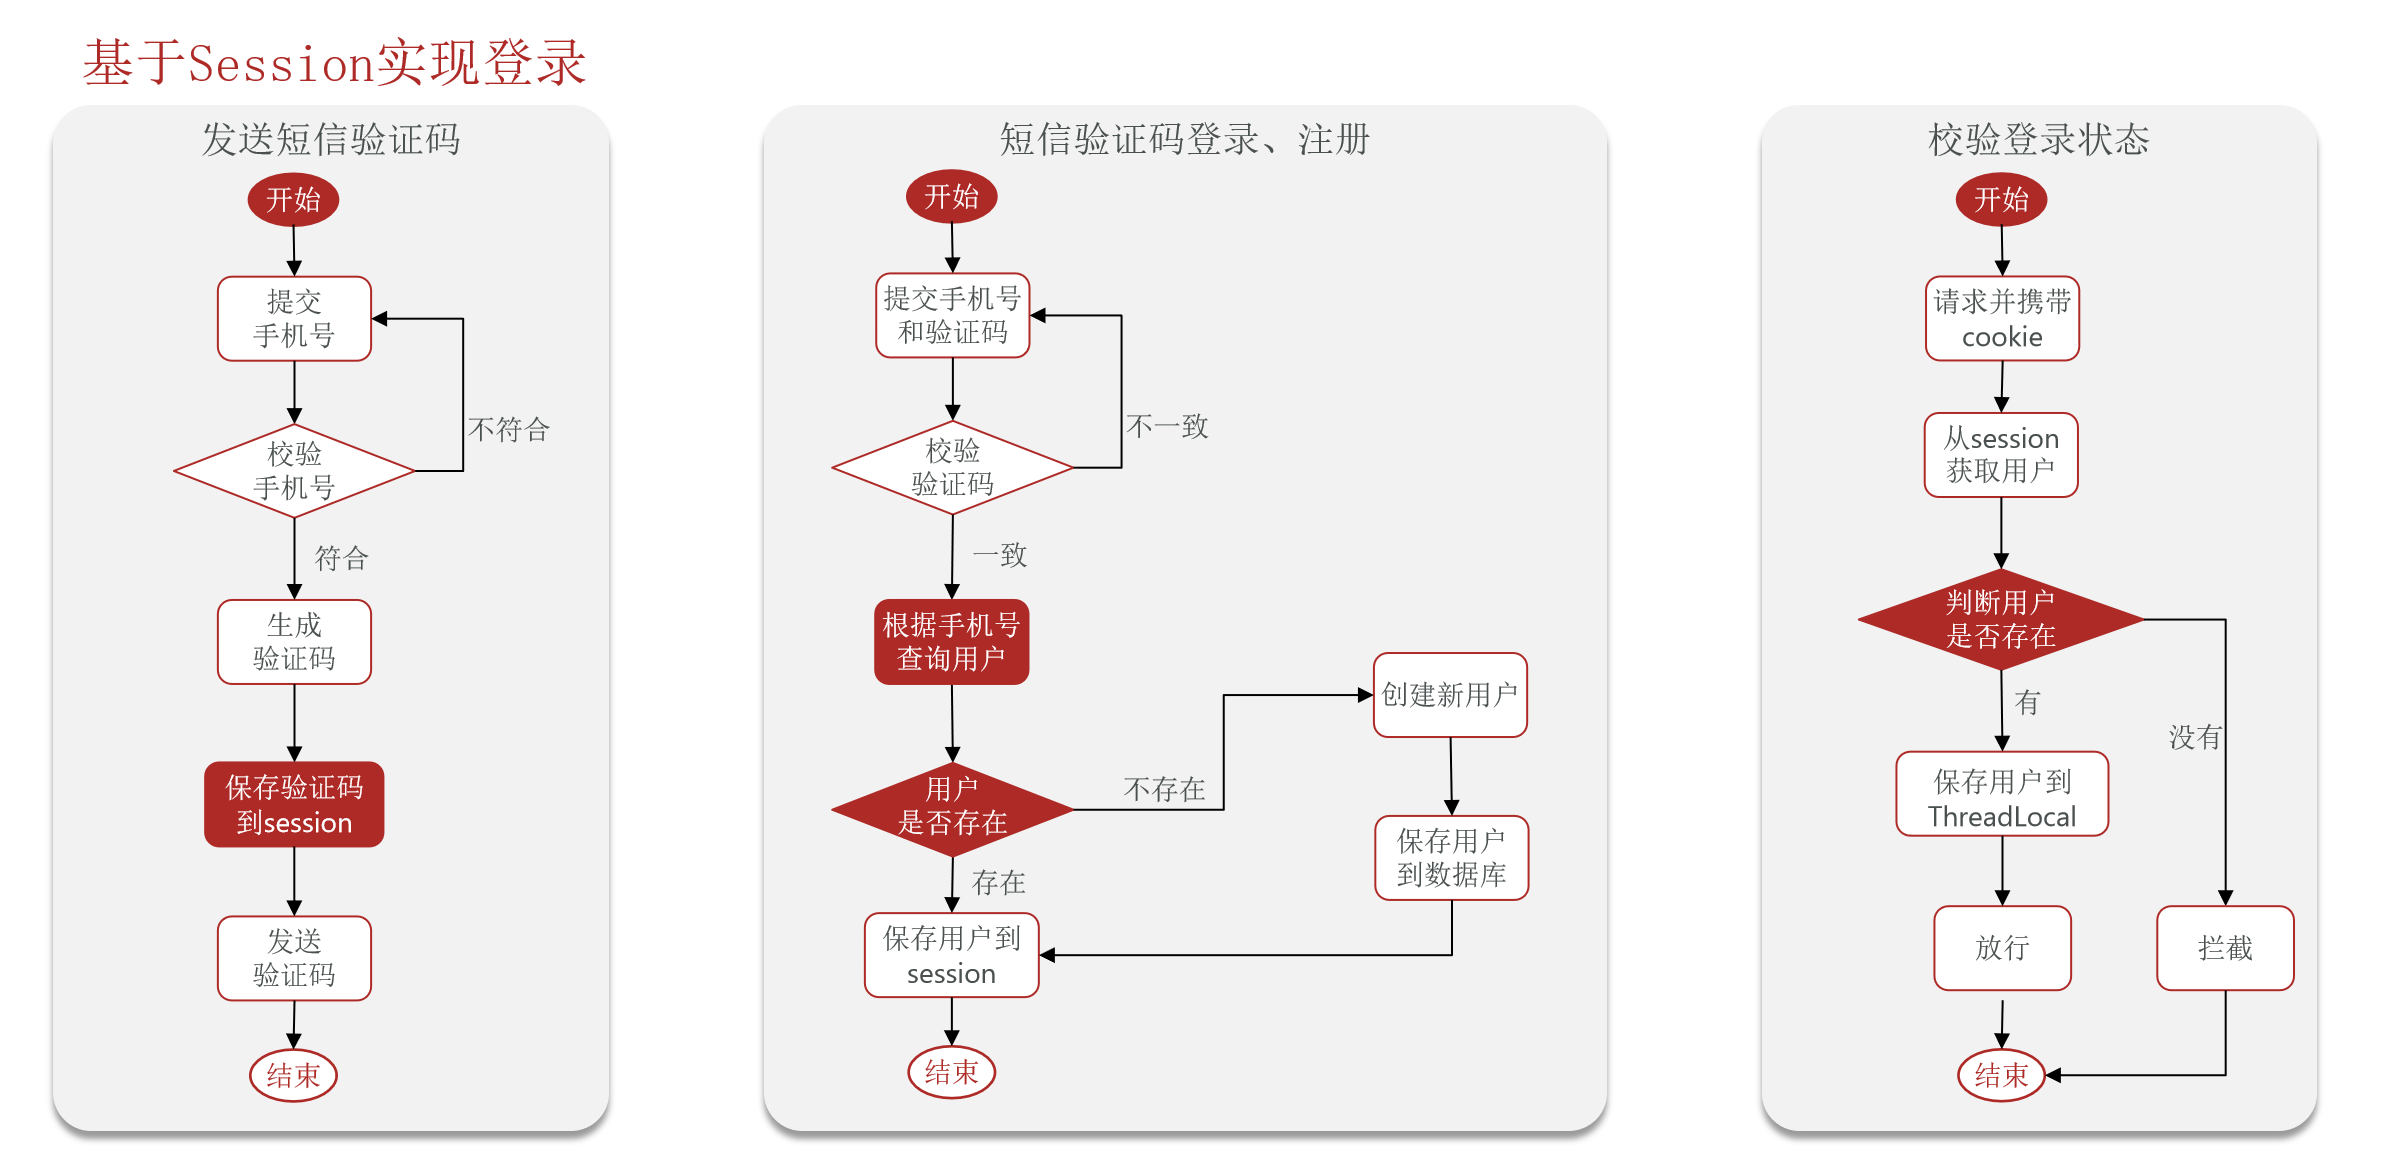 基于Session实现登录
发送短信验证码
开始
提交
手机号
不符合
校验
手机号
符合
生成
验证码
保存验证码
到session
发送
验证码
结束
短信验证码登录、注册
开始
提交手机号
和验证码
不一致
校验
验证码
一致
根据手机号
查询用户
用户
是否存在
不存在
创建新用户
保存用户
到数据库
存在
保存用户到
session
结束
校验登录状态
开始
请求并携带
cookie
从session
获取用户
判断用户
是否存在
有
没有
保存用户到
ThreadLocal
放行
拦截
结束